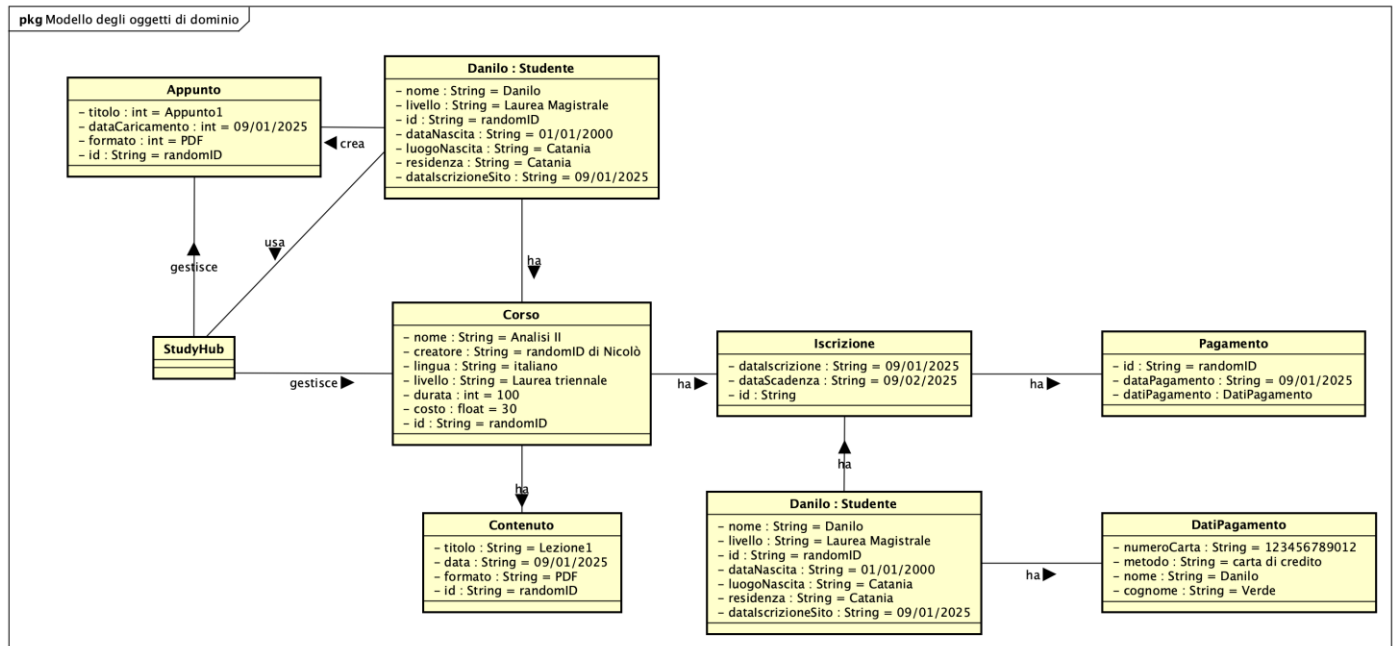 pkg Modello degli oggetti di dominio
Appunto
- titolo : int = Appunto1
- dataCaricamento : int = 09/01/2025
- formato : int = PDF
- id : String = randomID
Danilo : Studente
- nome : String = Danilo
- livello : String = Laurea Magistrale
- id : String = randomID
- dataNascita : String = 01/01/2000
- luogoNascita : String = Catania
- residenza : String = Catania
- dataIscrizioneSito : String = 09/01/2025
crea
usa
gestisce
ha
StudyHub
gestisce
Corso
- nome : String = Analisi II
- creatore : String = randomID di Nicolò
- lingua : String = italiano
- livello : String = Laurea triennale
- durata : int = 100
- costo : float = 30
- id : String = randomID
ha
Iscrizione
- dataIscrizione : String = 09/01/2025
- dataScadenza : String = 09/02/2025
- id : String
ha
Pagamento
- id : String = randomID
- dataPagamento : String = 09/01/2025
- datiPagamento : DatiPagamento
ha
ha
Contenuto
- titolo : String = Lezione1
- data : String = 09/01/2025
- formato : String = PDF
- id : String = randomID
Danilo : Studente
- nome : String = Danilo
- livello : String = Laurea Magistrale
- id : String = randomID
- dataNascita : String = 01/01/2000
- luogoNascita : String = Catania
- residenza : String = Catania
- dataIscrizioneSito : String = 09/01/2025
ha
DatiPagamento
- numeroCarta : String = 123456789012
- metodo : String = carta di credito
- nome : String = Danilo
- cognome : String = Verde